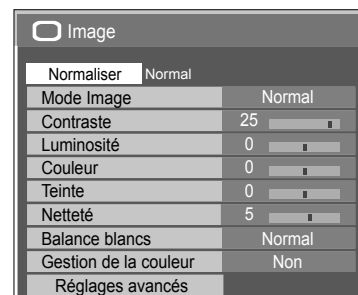 Image
Normaliser Normal
Mode Image Normal
Contraste 25
Luminosité 0
Couleur 0
Teinte 0
Netteté 5
Balance blancs Normal
Gestion de la couleur Non
Réglages avancés